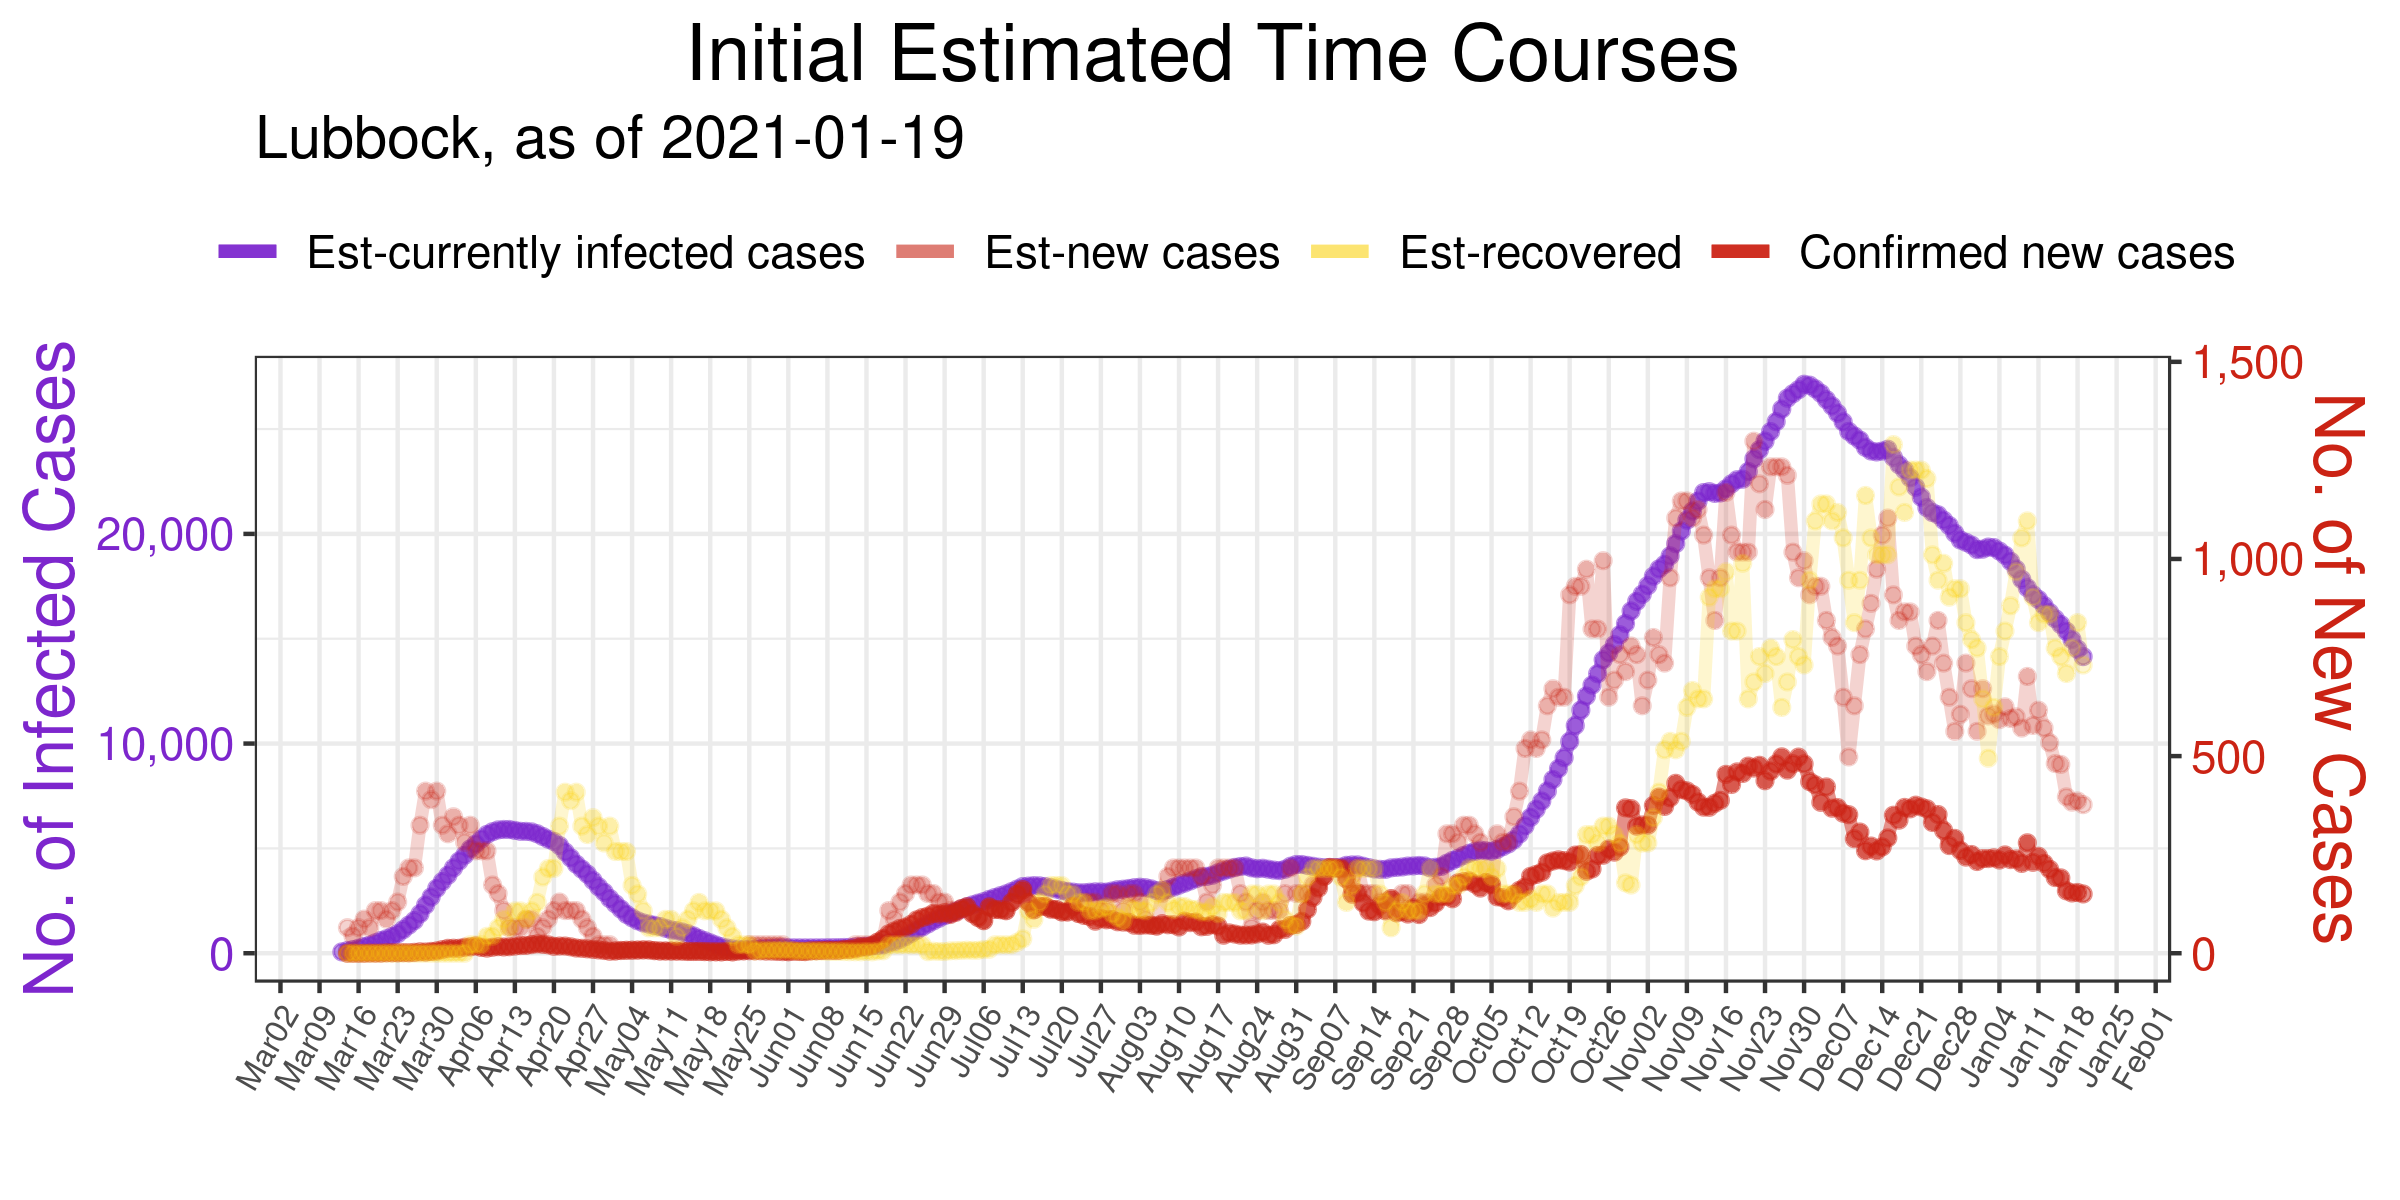 Initial Estimated Time Courses
Lubbock, as of 2021-01-19
Est-currently infected cases Est-new cases Est-recovered Confirmed new cases
No. of Infected Cases
20,000
10,000
0
1,500
1,000
500
0
No. of New Cases
Mar02 Mar09 Mar16 Mar23 Mar30 Apr06 Apr13 Apr20 Apr27 May04 May11 May18 May25 Jun01 Jun08 Jun15 Jun22 Jun29 Jul06 Jul13 Jul20 Jul27 Aug03 Aug10 Aug17 Aug24 Aug31 Sep07 Sep14 Sep21 Sep28 Oct05 Oct12 Oct19 Oct26 Nov02 Nov09 Nov16 Nov23 Nov30 Dec07 Dec14 Dec21 Dec28 Jan04 Jan11 Jan18 Jan25 Feb01